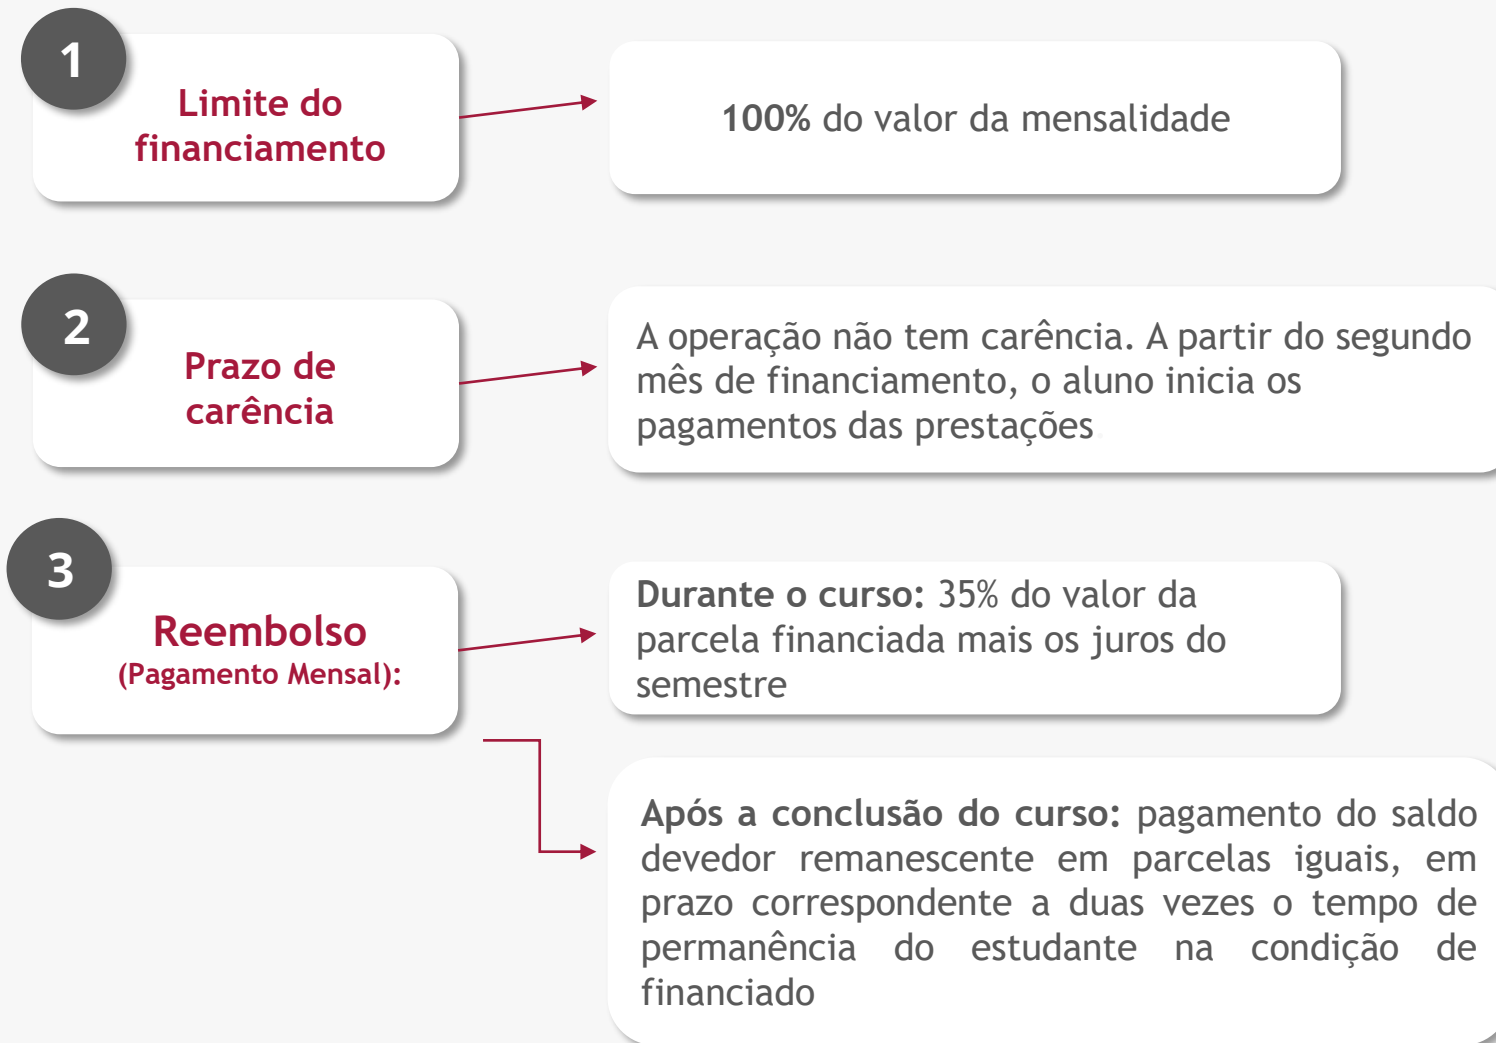 1
Limite do
financiamento
100% do valor da mensalidade
2
Prazo de
carência
A operação não tem carência. A partir do segundo
mês de financiamento, o aluno inicia os
pagamentos das prestações.
3
Reembolso
(Pagamento Mensal):
Durante o curso: 35% do valor da
parcela financiada mais os juros do
semestre
Após a conclusão do curso: pagamento do saldo
devedor remanescente em parcelas iguais, em
prazo correspondente a duas vezes o tempo de
permanência do estudante na condição de
financiado